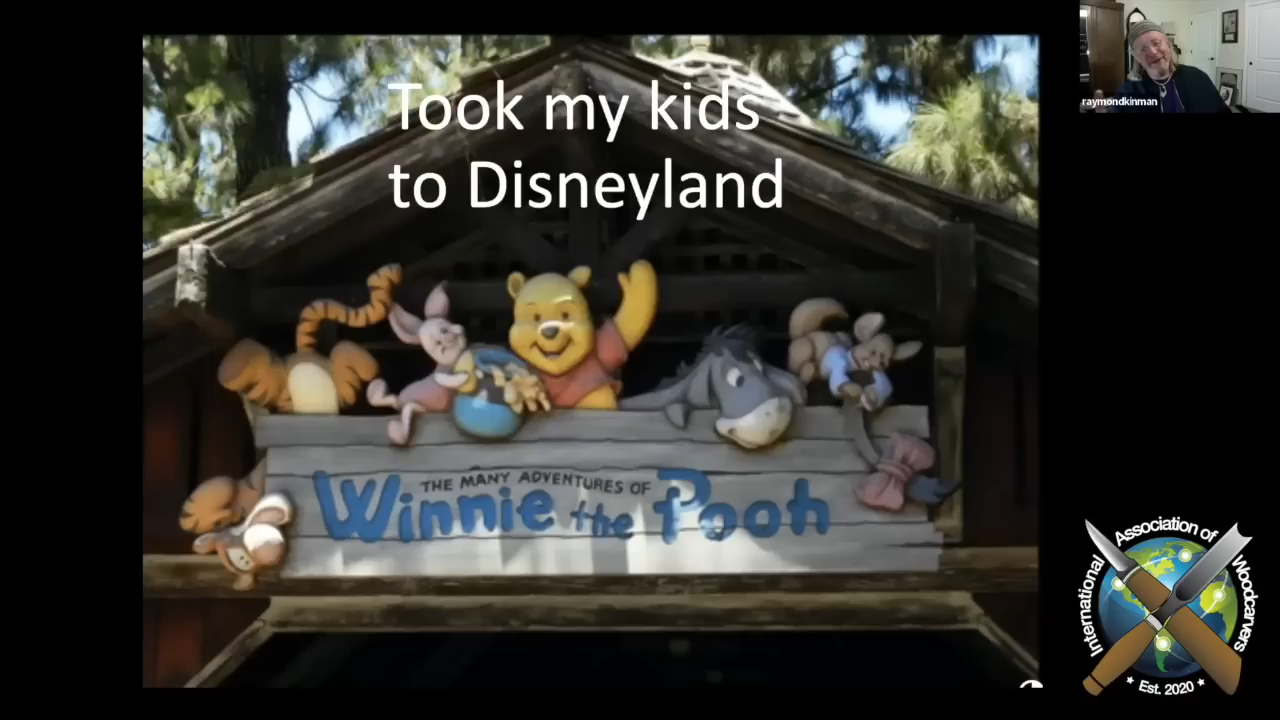 Took my kids
to Disneyland
raymondkinman
THE MANY ADVENTURES OF
Winnie the Pooh
International Association of Woodcarvers
★ Est. 2020 ★